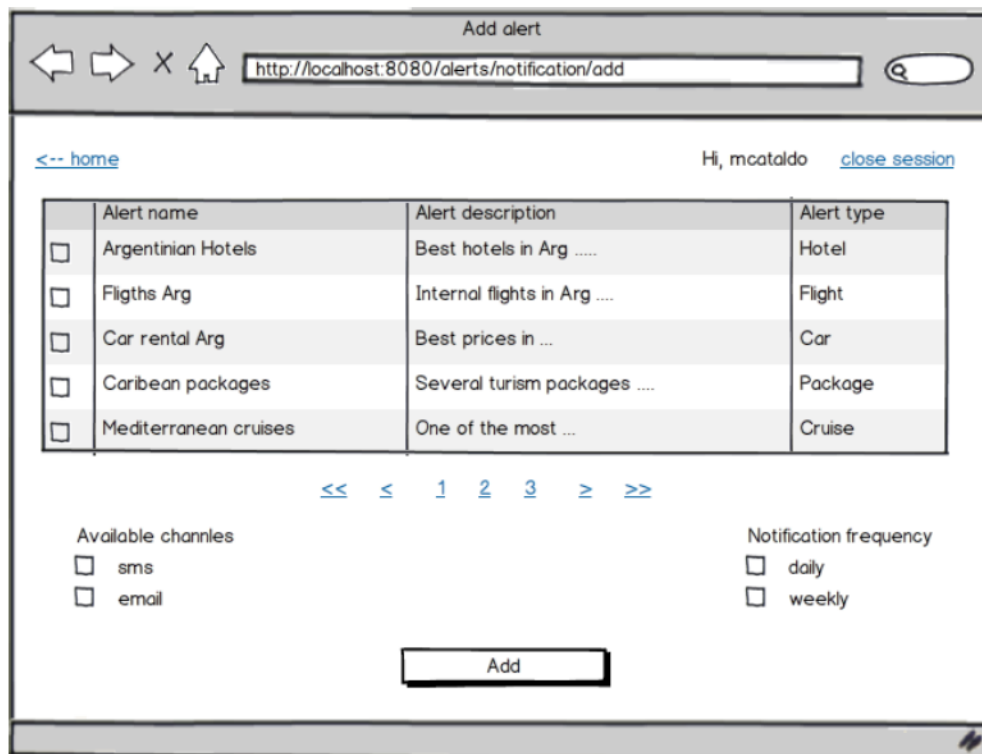 Add alert
http://localhost:8080/alerts/notification/add
<-- home Hi, mcataldo close session
Alert name Alert description Alert type
Argentinian Hotels Best hotels in Arg ..... Hotel
Fligths Arg Internal flights in Arg .... Flight
Car rental Arg Best prices in ... Car
Caribean packages Several turism packages .... Package
Mediterranean cruises One of the most ... Cruise
<< < 1 2 3 > >>
Available channles Notification frequency
sms daily
email weekly
Add